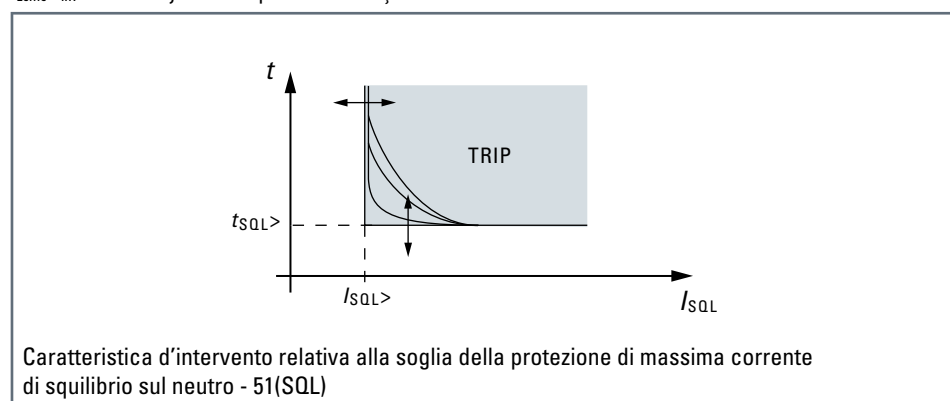 t
TRIP
tSQL>
ISQL>
ISQL
Caratteristica d'intervento relativa alla soglia della protezione di massima corrente
di squilibrio sul neutro - 51(SQL)